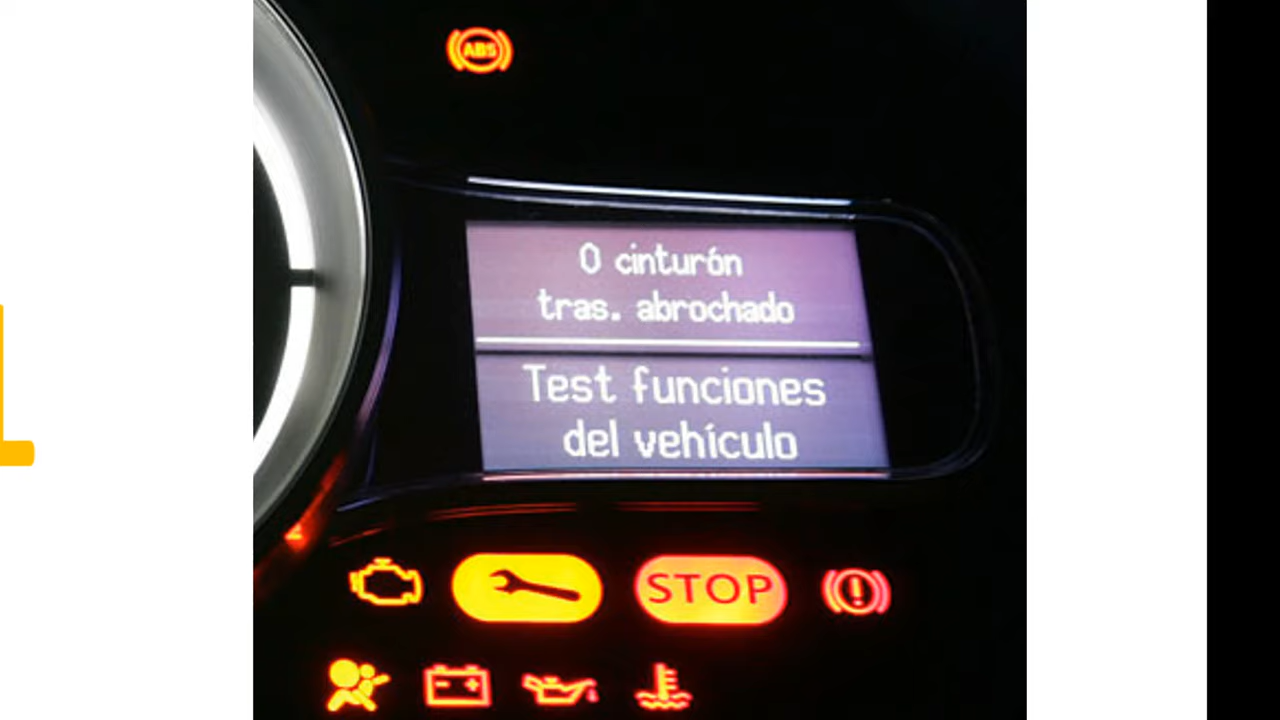 ABS
0 cinturón
tras. abrochado
Test funciones
del vehículo
STOP